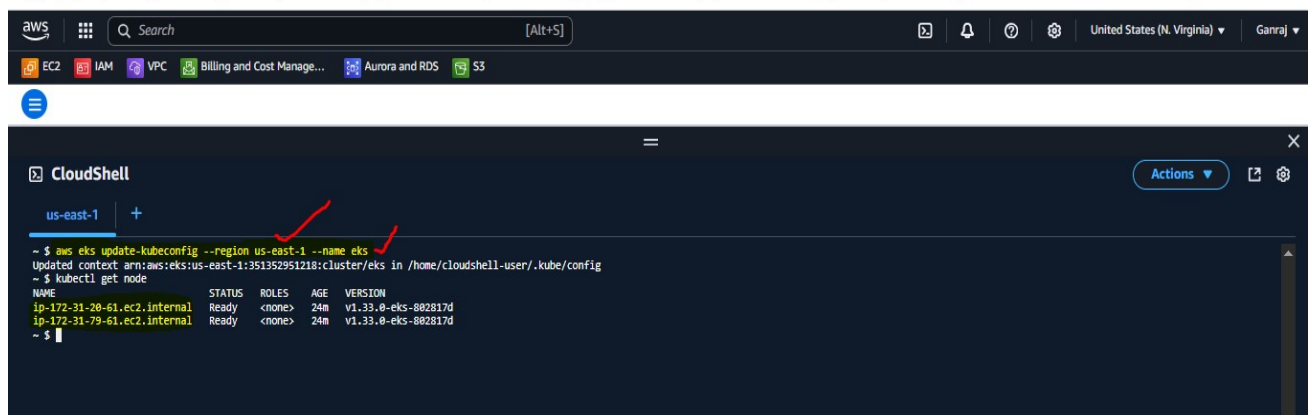 aws Search [Alt+S] United States (N. Virginia) ▼ Ganraj ▼
EC2 IAM VPC Billing and Cost Manage... Aurora and RDS S3
CloudShell Actions ▼
us-east-1 +
~ $ aws eks update-kubeconfig --region us-east-1 --name eks
Updated context arn:aws:eks:us-east-1:351352951218:cluster/eks in /home/cloudshell-user/.kube/config
~ $ kubectl get node
NAME STATUS ROLES AGE VERSION
ip-172-31-20-61.ec2.internal Ready <none> 24m v1.33.0-eks-802817d
ip-172-31-79-61.ec2.internal Ready <none> 24m v1.33.0-eks-802817d
~ $